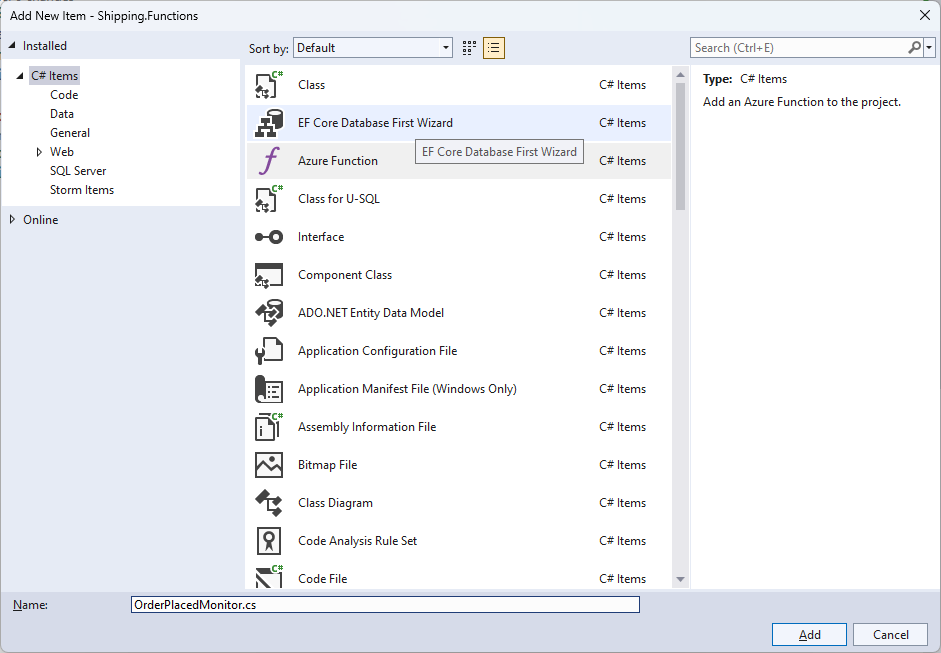 Add New Item - Shipping.Functions
Installed
C# Items
Code
Data
General
Web
SQL Server
Storm Items
Online
Sort by: Default
Search (Ctrl+E)
C# Class C# Items
EF Core Database First Wizard C# Items
EF Core Database First Wizard
Azure Function C# Items
C# Class for U-SQL C# Items
Interface C# Items
Component Class C# Items
ADO.NET Entity Data Model C# Items
Application Configuration File C# Items
Application Manifest File (Windows Only) C# Items
C# Assembly Information File C# Items
Bitmap File C# Items
Class Diagram C# Items
Code Analysis Rule Set C# Items
C# Code File C# Items
Type: C# Items
Add an Azure Function to the project.
Name: OrderPlacedMonitor.cs
Add Cancel